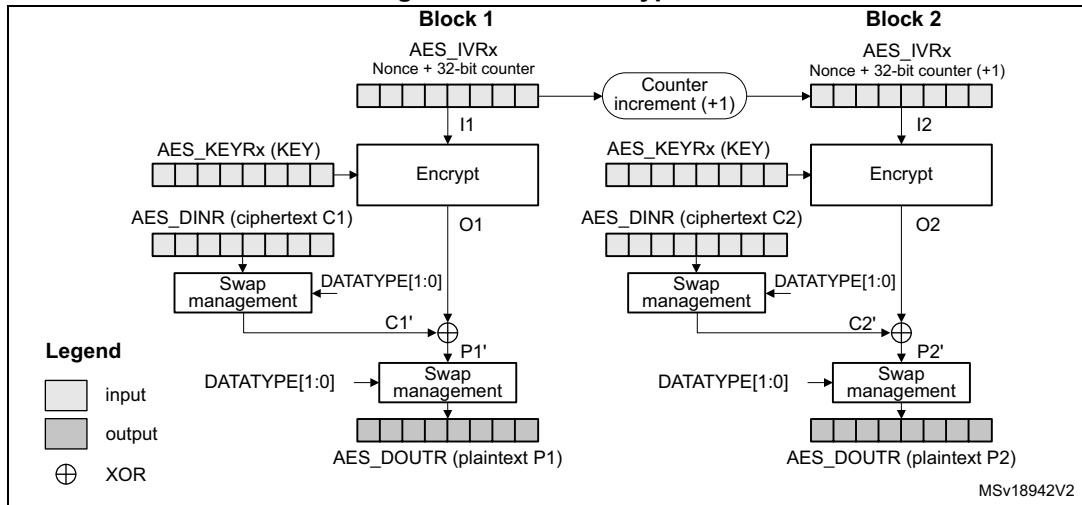 Block 1
AES_IVRx
Nonce + 32-bit counter
Counter
increment (+1)
I1
AES_KEYRx (KEY)
Encrypt
AES_DINR (ciphertext C1)
O1
Swap
management
DATATYPE[1:0]
C1'
P1'
DATATYPE[1:0]
Swap
management
AES_DOUTR (plaintext P1)
Block 2
AES_IVRx
Nonce + 32-bit counter (+1)
I2
AES_KEYRx (KEY)
Encrypt
AES_DINR (ciphertext C2)
O2
Swap
management
DATATYPE[1:0]
C2'
P2'
DATATYPE[1:0]
Swap
management
AES_DOUTR (plaintext P2)
Legend
input
output
XOR
MSv18942V2